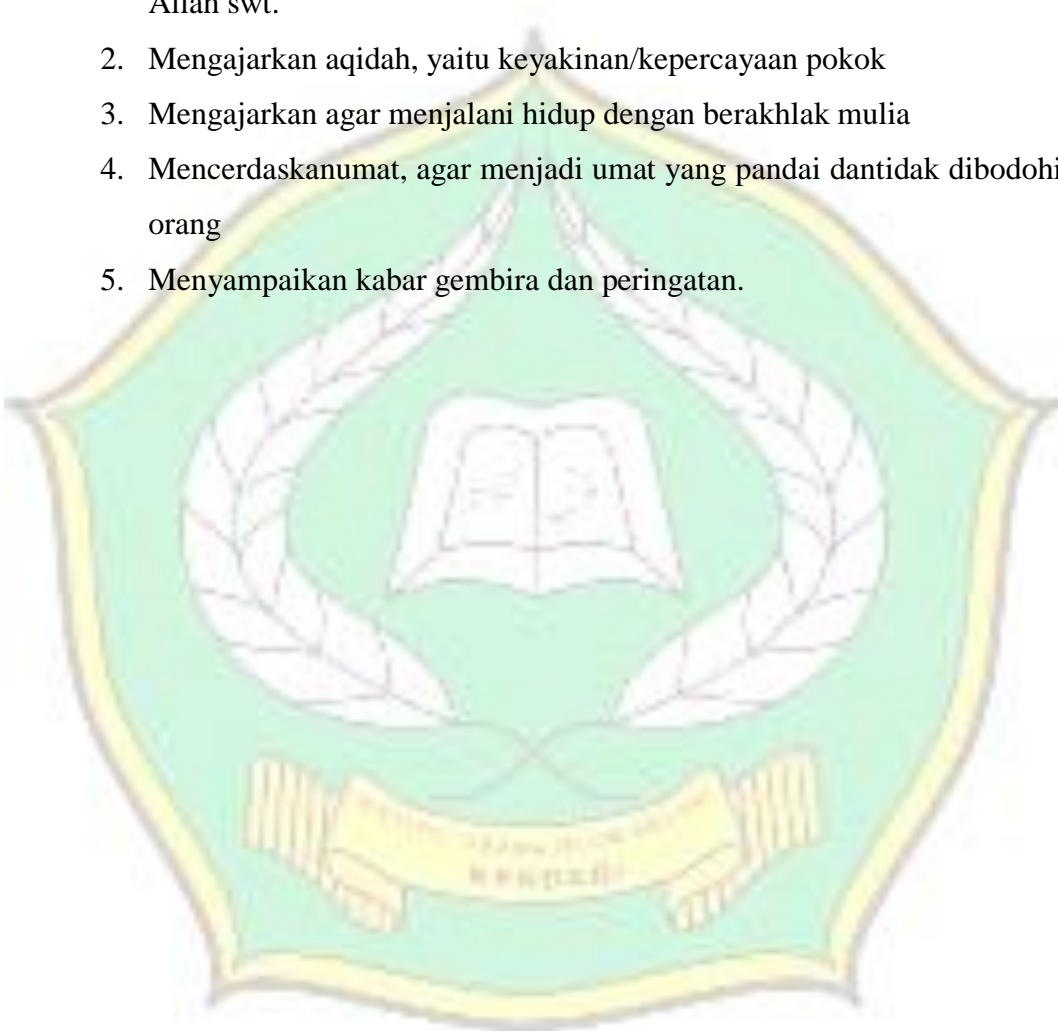 Allah swt.
2. Mengajarkan aqidah, yaitu keyakinan/kepercayaan pokok
3. Mengajarkan agar menjalani hidup dengan berakhlak mulia
4. Mencerdaskanumat, agar menjadi umat yang pandai dantidak dibodohi
orang
5. Menyampaikan kabar gembira dan peringatan.
KENDARI